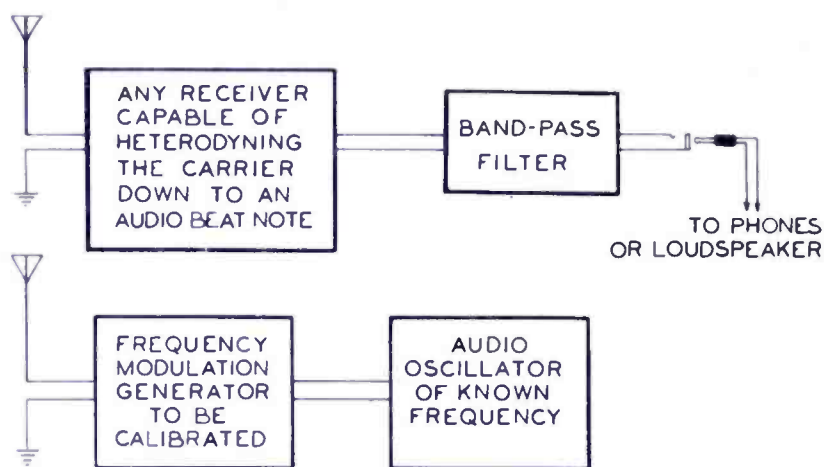 ANY RECEIVER
CAPABLE OF
HETERODYNING
THE CARRIER
DOWN TO AN
AUDIO BEAT NOTE
BAND-PASS
FILTER
TO PHONES
OR LOUDSPEAKER
FREQUENCY
MODULATION
GENERATOR
TO BE
CALIBRATED
AUDIO
OSCILLATOR
OF KNOWN
FREQUENCY